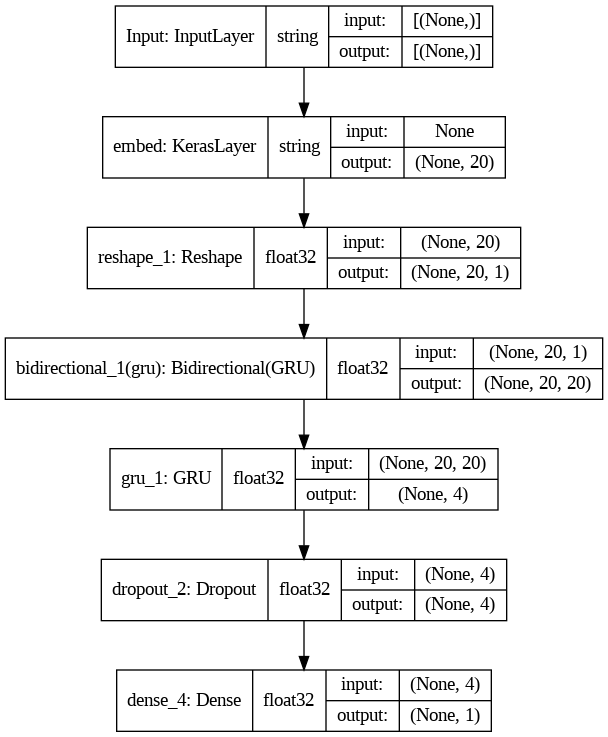 Input: InputLayer string input: [(None,)]
output: [(None,)]
embed: KerasLayer string input: None
output: (None, 20)
reshape_1: Reshape float32 input: (None, 20)
output: (None, 20, 1)
bidirectional_1(gru): Bidirectional(GRU) float32 input: (None, 20, 1)
output: (None, 20, 20)
gru_1: GRU float32 input: (None, 20, 20)
output: (None, 4)
dropout_2: Dropout float32 input: (None, 4)
output: (None, 4)
dense_4: Dense float32 input: (None, 4)
output: (None, 1)